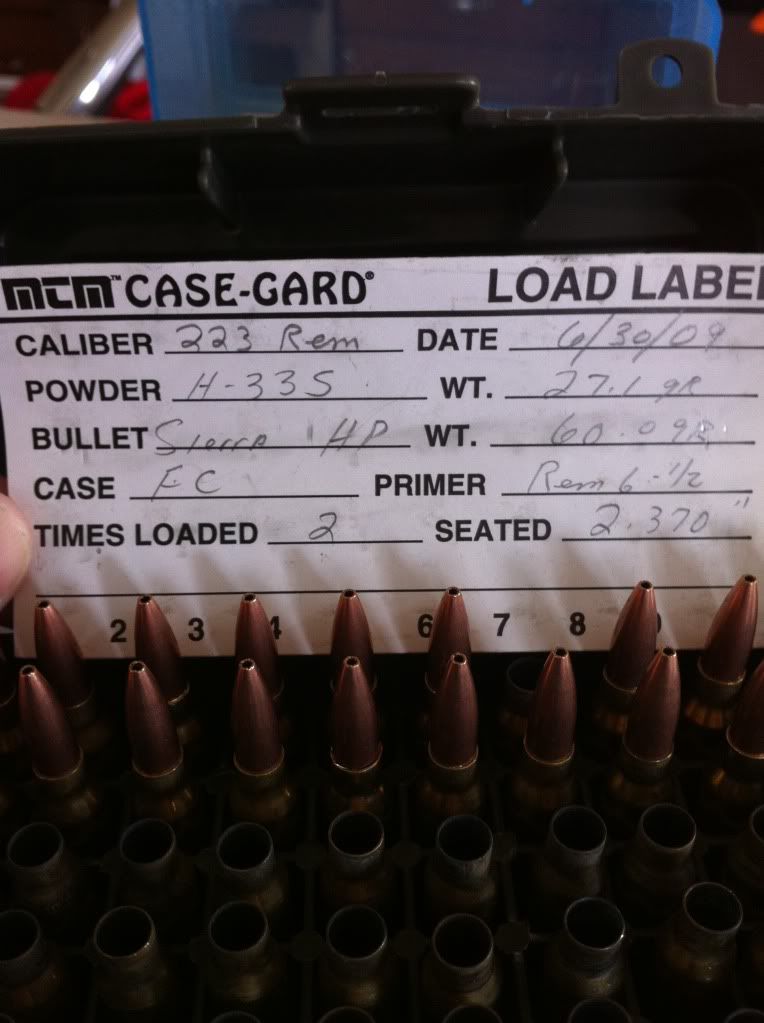 MTM™ CASE-GARD® LOAD LABEL
CALIBER 223 Rem DATE 6/30/09
POWDER H-335 WT. 27.1 gR
BULLET Sierra HP WT. 60.0 gR
CASE FC PRIMER Rem 6-1/2
TIMES LOADED 2 SEATED 2.370"
2 3 4 6 7 8